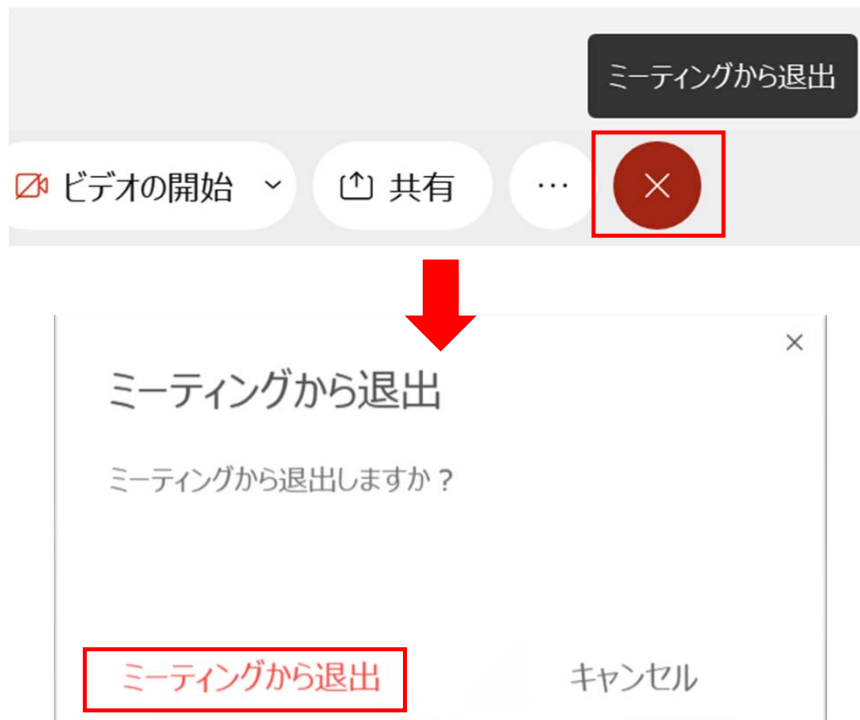 ミーティングから退出
ビデオの開始
共有
ミーティングから退出
ミーティングから退出しますか？
ミーティングから退出 キャンセル